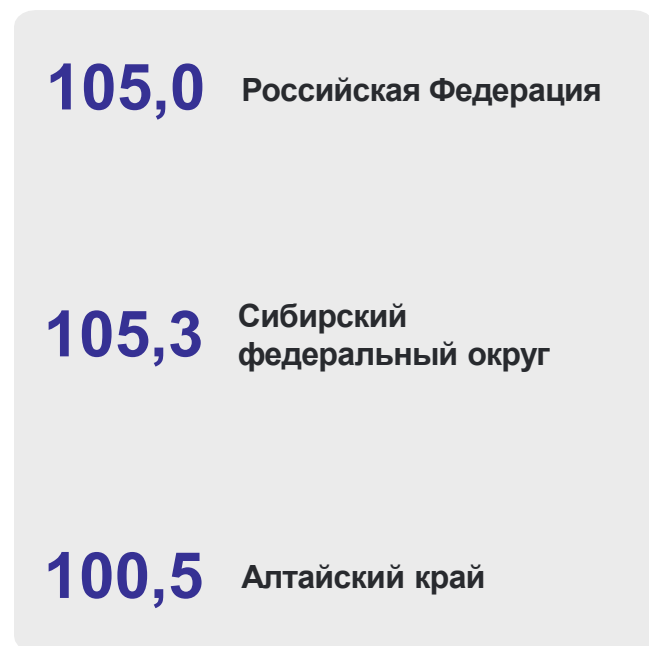 105,0 Российская Федерация
105,3 Сибирский
федеральный округ
100,5 Алтайский край